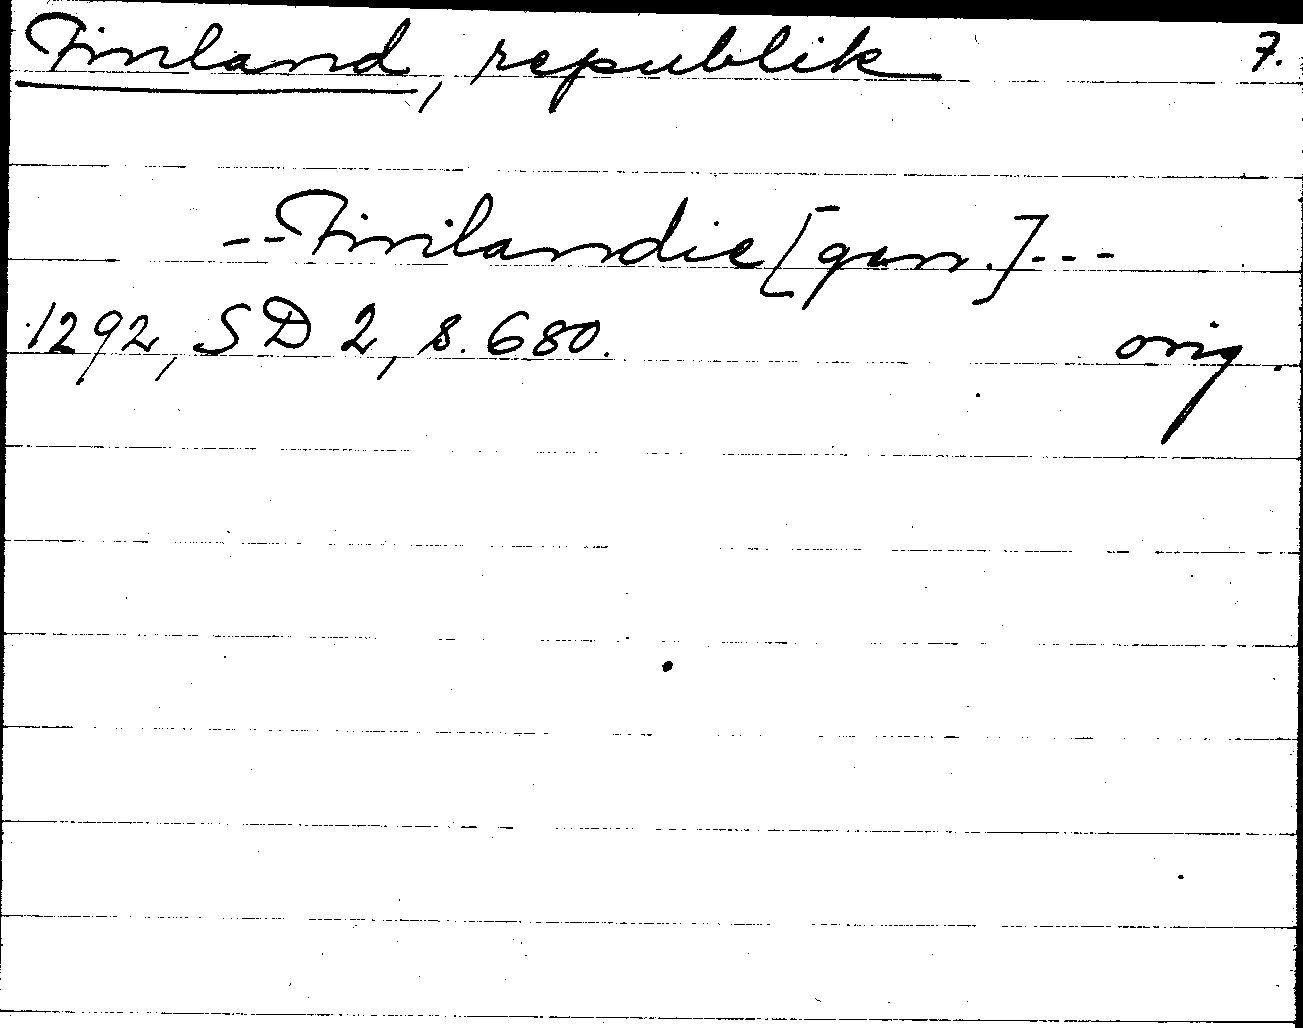 Finland, republik 7.
--Finlandie [gen.]---
1292, SD 2, s. 680. orig.